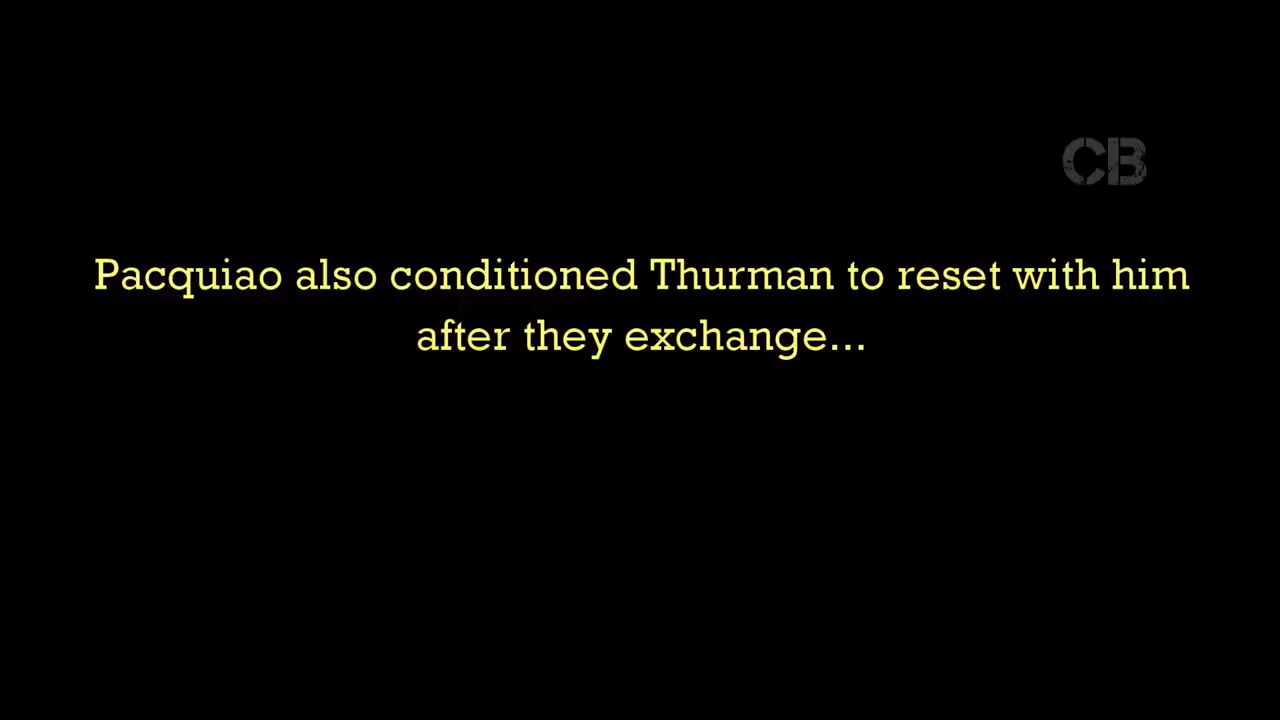 CB
Pacquiao also conditioned Thurman to reset with him
after they exchange...